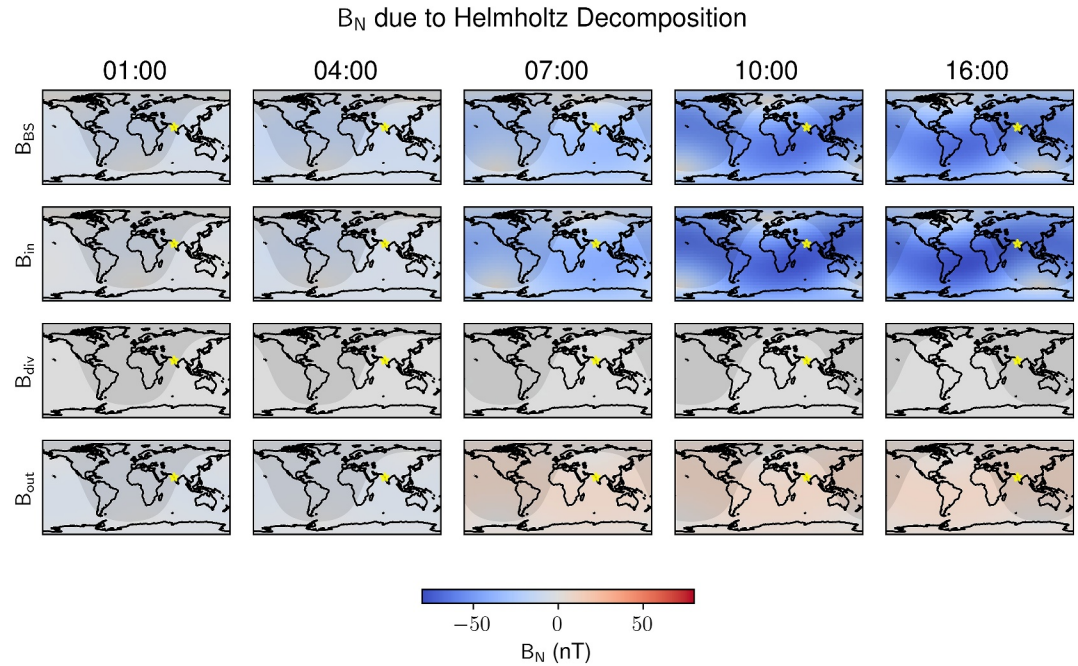 B_N due to Helmholtz Decomposition
01:00 04:00 07:00 10:00 16:00
B_BS
B_in
B_div
B_out
−50 0 50
B_N (nT)